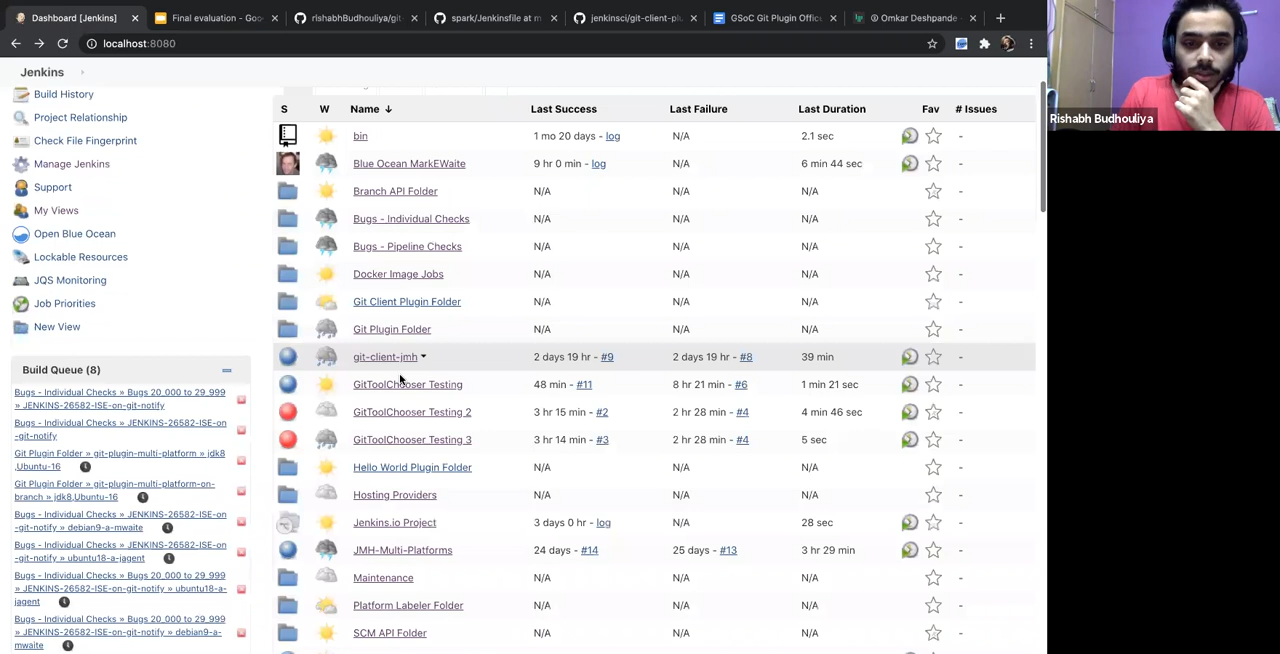 Dashboard [Jenkins]
Final evaluation - Goo
rishabhBudhouliya/git-
spark/Jenkinsfile at m
jenkinsci/git-client-plu
GSoC Git Plugin Offic
Omkar Deshpande -
localhost:8080
Jenkins
Build History
Project Relationship
Check File Fingerprint
Manage Jenkins
Support
My Views
Open Blue Ocean
Lockable Resources
JQS Monitoring
Job Priorities
New View
Build Queue (8)
Bugs - Individual Checks » Bugs 20_000 to 29_999
» JENKINS-26582-ISE-on-git-notify
Bugs - Individual Checks » JENKINS-26582-ISE-on
-git-notify
Git Plugin Folder » git-plugin-multi-platform » jdk8
,Ubuntu-16
Git Plugin Folder » git-plugin-multi-platform-on-
branch » jdk8,Ubuntu-16
Bugs - Individual Checks » JENKINS-26582-ISE-on
-git-notify » debian9-a-mwaite
Bugs - Individual Checks » JENKINS-26582-ISE-on
-git-notify » ubuntu18-a-jagent
Bugs - Individual Checks » Bugs 20_000 to 29_999
» JENKINS-26582-ISE-on-git-notify » ubuntu18-a-
jagent
Bugs - Individual Checks » Bugs 20_000 to 29_999
» JENKINS-26582-ISE-on-git-notify » debian9-a-
mwaite
S W Name ↓ Last Success Last Failure Last Duration Fav # Issues
bin 1 mo 20 days - log N/A 2.1 sec -
Blue Ocean MarkEWaite 9 hr 0 min - log N/A 6 min 44 sec -
Branch API Folder N/A N/A N/A -
Bugs - Individual Checks N/A N/A N/A -
Bugs - Pipeline Checks N/A N/A N/A -
Docker Image Jobs N/A N/A N/A -
Git Client Plugin Folder N/A N/A N/A -
Git Plugin Folder N/A N/A N/A -
git-client-jmh 2 days 19 hr - #9 2 days 19 hr - #8 39 min -
GitToolChooser Testing 48 min - #11 8 hr 21 min - #6 1 min 21 sec -
GitToolChooser Testing 2 3 hr 15 min - #2 2 hr 28 min - #4 4 min 46 sec -
GitToolChooser Testing 3 3 hr 14 min - #3 2 hr 28 min - #4 5 sec -
Hello World Plugin Folder N/A N/A N/A -
Hosting Providers N/A N/A N/A -
Jenkins.io Project 3 days 0 hr - log N/A 28 sec -
JMH-Multi-Platforms 24 days - #14 25 days - #13 3 hr 29 min -
Maintenance N/A N/A N/A -
Platform Labeler Folder N/A N/A N/A -
SCM API Folder N/A N/A N/A -
Rishabh Budhouliya